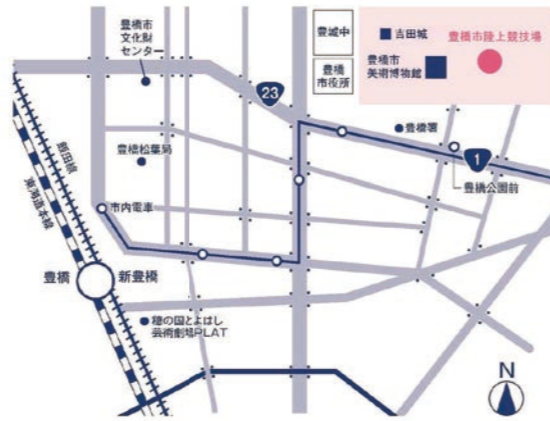 豊橋市
文化財
センター
豊城中
豊橋
市役所
吉田城
豊橋市陸上競技場
豊橋市
美術博物館
23
豊橋署
1
豊橋公園前
豊橋松葉局
飯田線
東海道本線
市内電車
豊橋
新豊橋
穂の国とよはし
芸術劇場PLAT
N